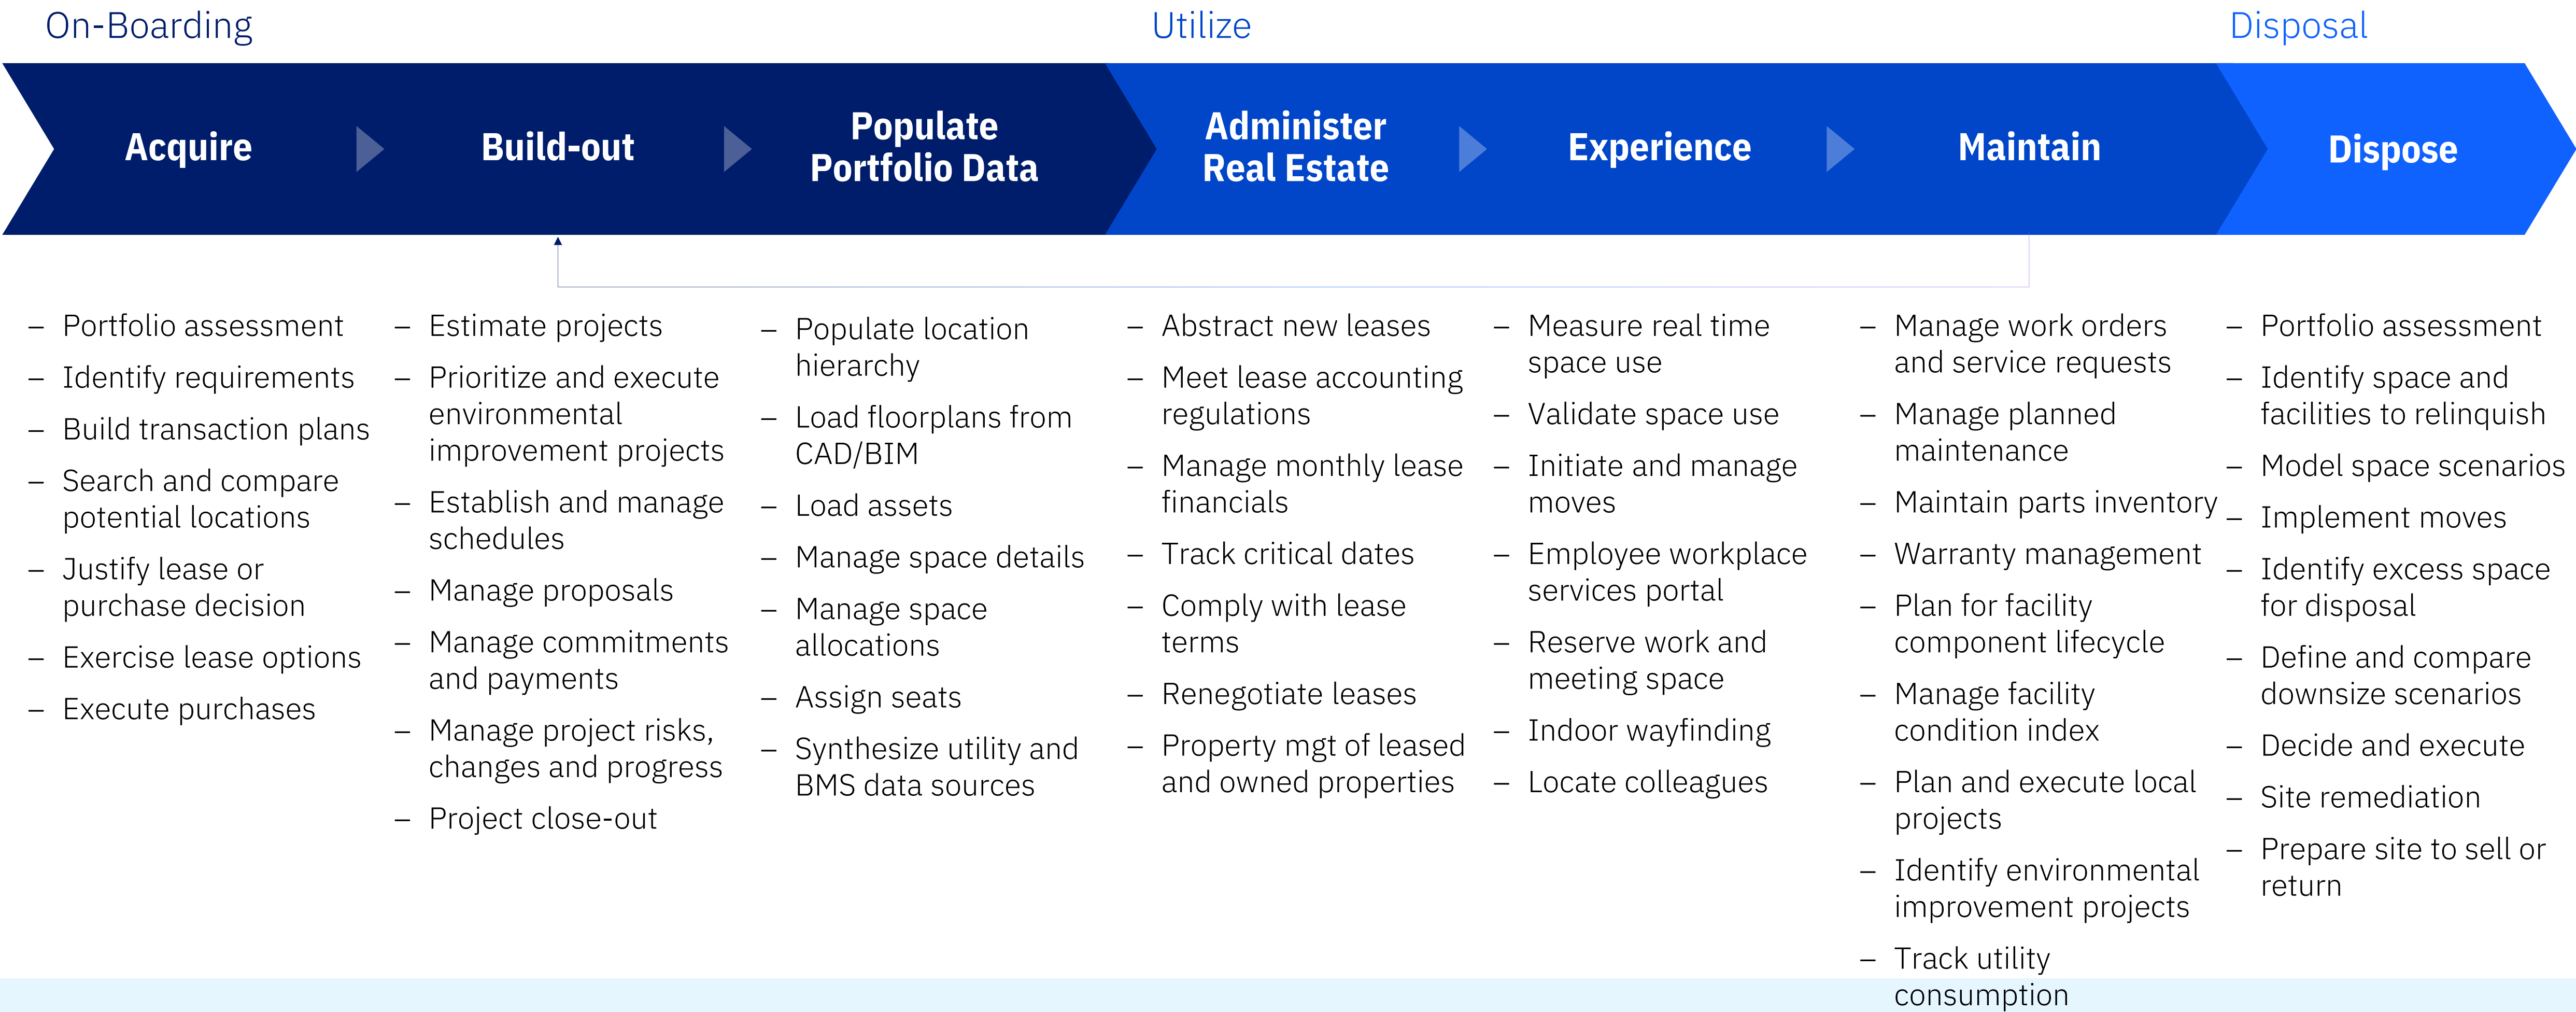 On-Boarding
Utilize
Disposal
Acquire
Build-out
Populate
Portfolio Data
Administer
Real Estate
Experience
Maintain
Dispose
– Portfolio assessment
– Identify requirements
– Build transaction plans
– Search and compare
potential locations
– Justify lease or
purchase decision
– Exercise lease options
– Execute purchases
– Estimate projects
– Prioritize and execute
environmental
improvement projects
– Establish and manage
schedules
– Manage proposals
– Manage commitments
and payments
– Manage project risks,
changes and progress
– Project close-out
– Populate location
hierarchy
– Load floorplans from
CAD/BIM
– Load assets
– Manage space details
– Manage space
allocations
– Assign seats
– Synthesize utility and
BMS data sources
– Abstract new leases
– Meet lease accounting
regulations
– Manage monthly lease
financials
– Track critical dates
– Comply with lease
terms
– Renegotiate leases
– Property mgt of leased
and owned properties
– Measure real time
space use
– Validate space use
– Initiate and manage
moves
– Employee workplace
services portal
– Reserve work and
meeting space
– Indoor wayfinding
– Locate colleagues
– Manage work orders
and service requests
– Manage planned
maintenance
– Maintain parts inventory
– Warranty management
– Plan for facility
component lifecycle
– Manage facility
condition index
– Plan and execute local
projects
– Identify environmental
improvement projects
– Track utility
consumption
– Portfolio assessment
– Identify space and
facilities to relinquish
– Model space scenarios
– Implement moves
– Identify excess space
for disposal
– Define and compare
downsize scenarios
– Decide and execute
– Site remediation
– Prepare site to sell or
return